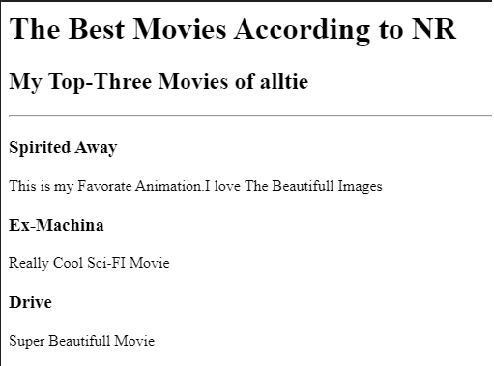 The Best Movies According to NR
My Top-Three Movies of alltie
Spirited Away
This is my Favorate Animation.I love The Beautifull Images
Ex-Machina
Really Cool Sci-FI Movie
Drive
Super Beautifull Movie